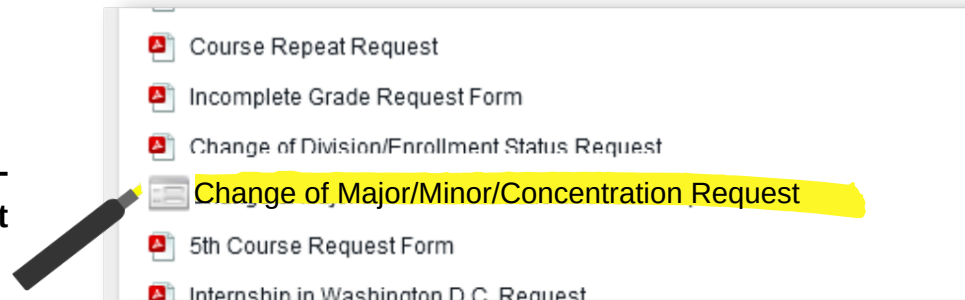 Course Repeat Request
Incomplete Grade Request Form
Change of Division/Enrollment Status Request
Change of Major/Minor/Concentration Request
5th Course Request Form
Internship in Washington D.C. Request